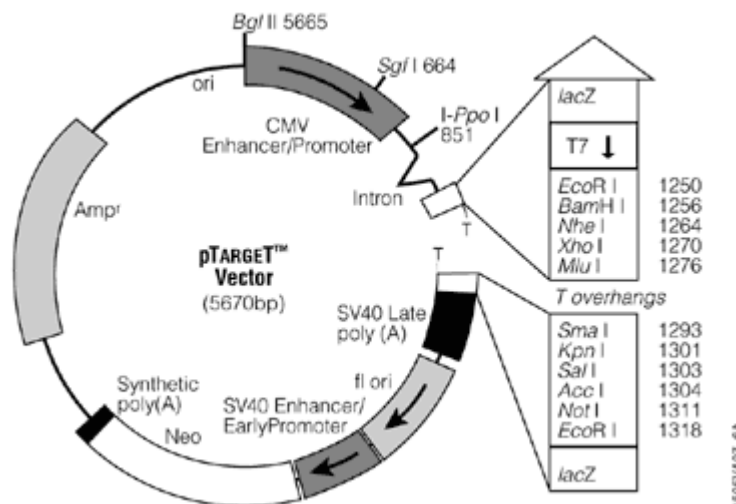 Bgl II 5665
Sgf I 664
ori
I-Ppo I
851
CMV
Enhancer/Promoter
Intron
Ampr
T
T
pTARGET™
Vector
(5670bp)
SV40 Late
poly (A)
f1 ori
Synthetic
poly(A)
SV40 Enhancer/
EarlyPromoter
Neo
lacZ
T7
EcoR I 1250
BamH I 1256
Nhe I 1264
Xho I 1270
Mlu I 1276
T overhangs
Sma I 1293
Kpn I 1301
Sal I 1303
Acc I 1304
Not I 1311
EcoR I 1318
lacZ